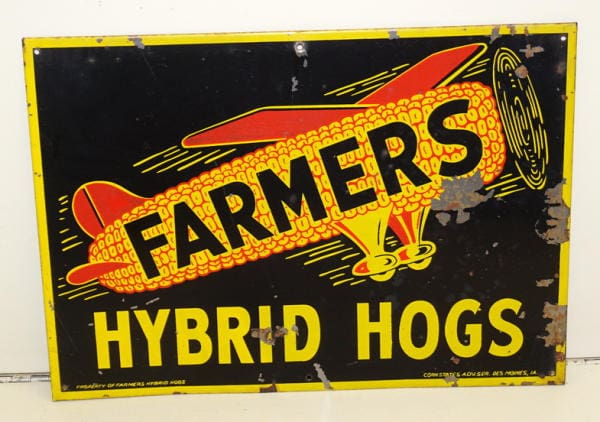 FARMERS
HYBRID HOGS
PROPERTY OF FARMERS HYBRID HOGS
CORN STATES ADV. SER. DES MOINES, IA.